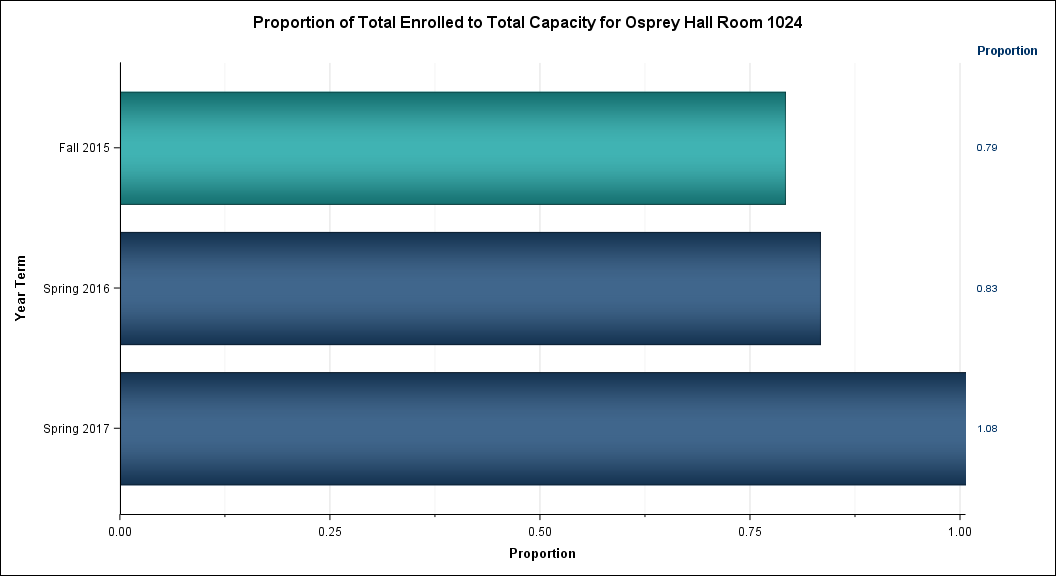 Proportion of Total Enrolled to Total Capacity for Osprey Hall Room 1024
Proportion
Fall 2015
0.79
Spring 2016
0.83
Spring 2017
1.08
Year Term
0.00
0.25
0.50
0.75
1.00
Proportion